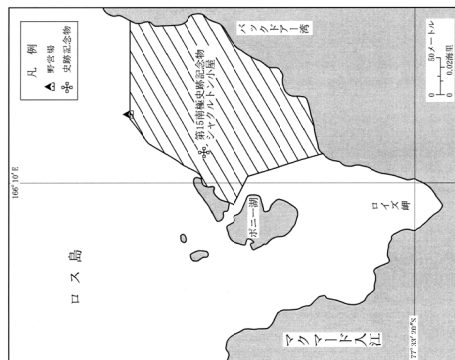 凡　例
野営場
史跡記念物
バックドアー湾
第15南極史跡記念物
シャクルトン小屋
166°10′E
ロス島
ポニー湖
ロイズ岬
マクマード入江
77°33′20″S
0　50メートル
0　0.02海里